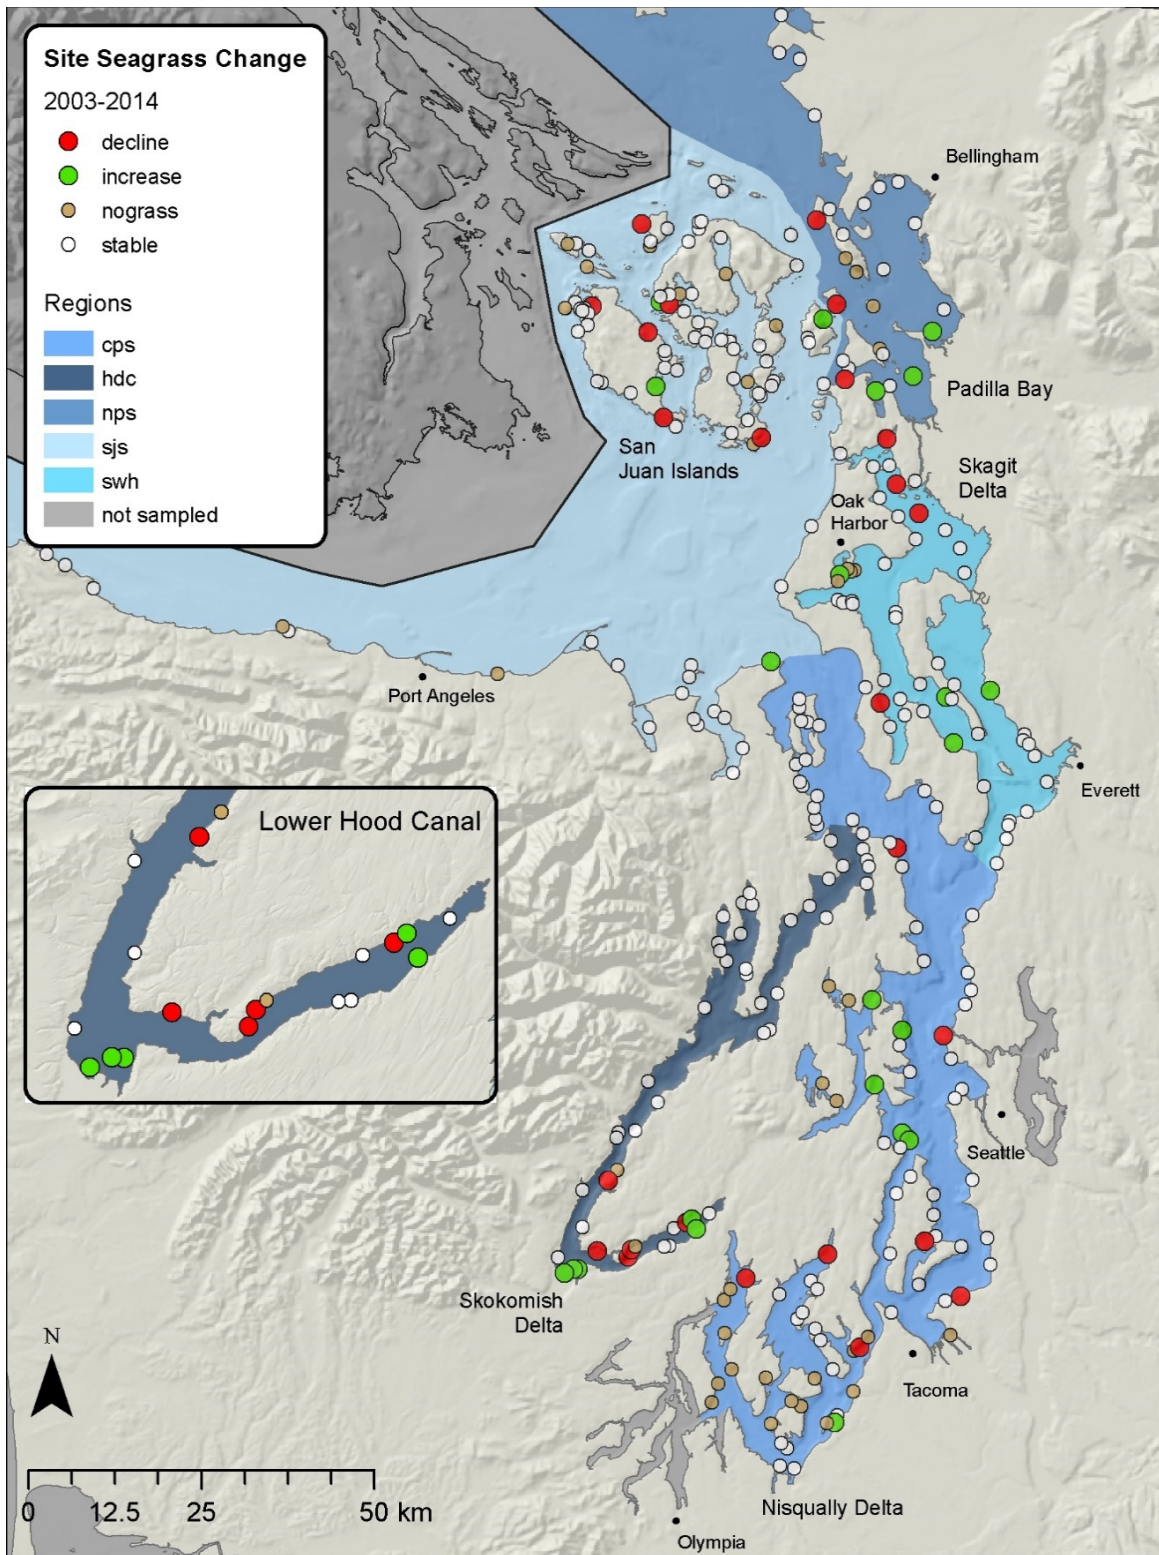 Site Seagrass Change
2003-2014
decline
increase
nograss
stable
Regions
cps
hdc
nps
sjs
swh
not sampled
Bellingham
Padilla Bay
San
Juan Islands
Skagit
Delta
Oak
Harbor
Port Angeles
Everett
Lower Hood Canal
Seattle
Skokomish
Delta
N
Tacoma
0 12.5 25 50 km
Nisqually Delta
Olympia